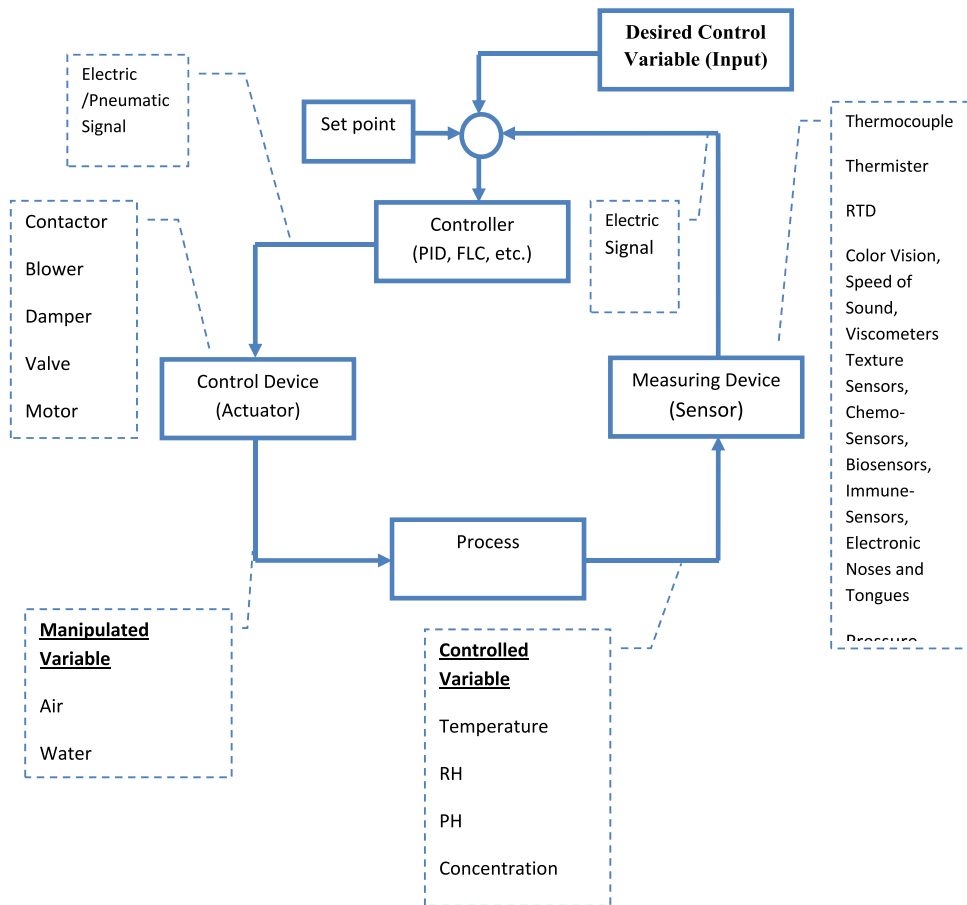 Desired Control
Variable (Input)
Electric
/Pneumatic
Signal
Set point
Thermocouple
Thermister
RTD
Color Vision,
Speed of
Sound,
Viscometers
Texture
Sensors,
Chemo-
Sensors,
Biosensors,
Immune-
Sensors,
Electronic
Noses and
Tongues
Pressure
Contactor
Blower
Damper
Valve
Motor
Controller
(PID, FLC, etc.)
Electric
Signal
Control Device
(Actuator)
Measuring Device
(Sensor)
Process
Manipulated
Variable
Air
Water
Controlled
Variable
Temperature
RH
PH
Concentration